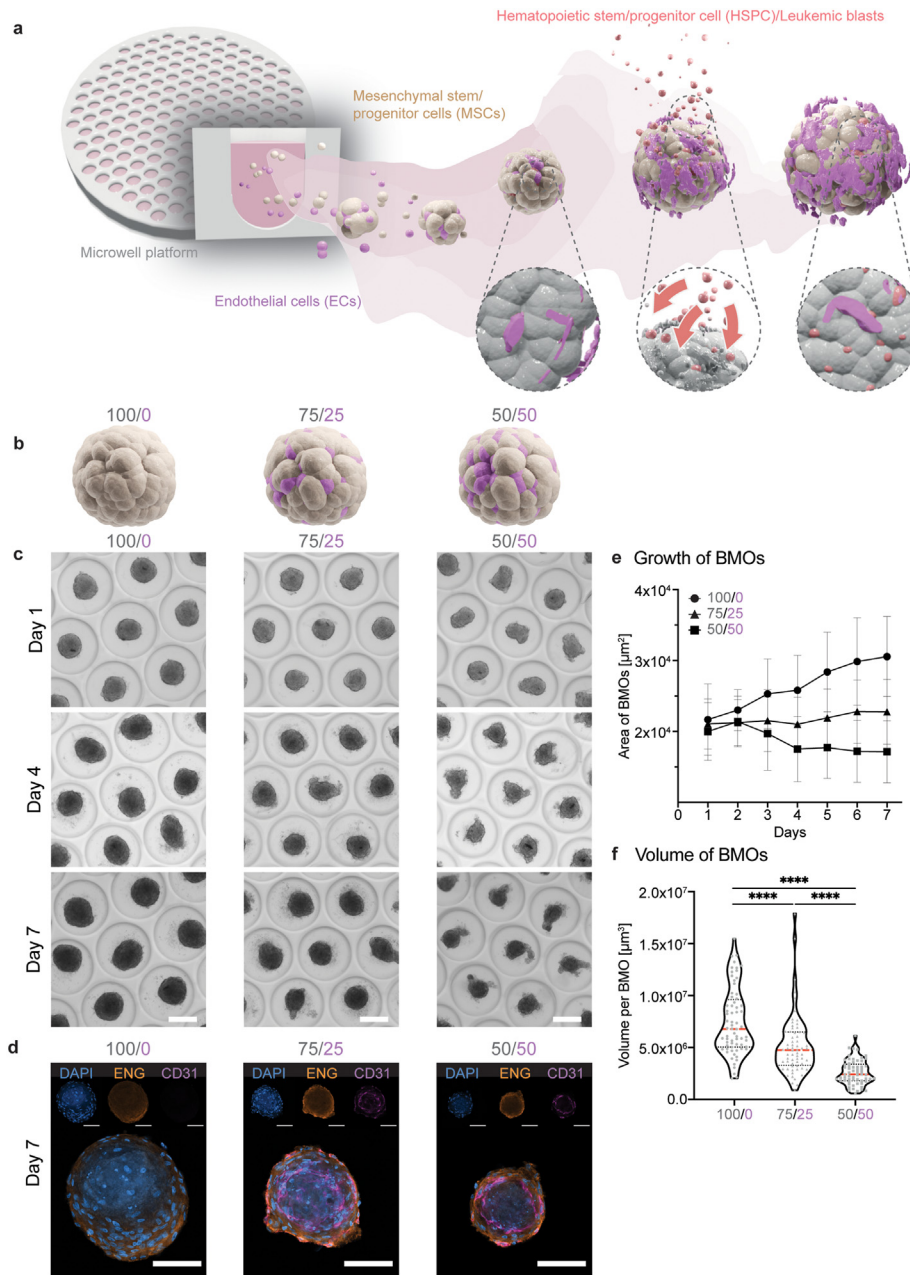 a
Hematopoietic stem/progenitor cell (HSPC)/Leukemic blasts
Mesenchymal stem/
progenitor cells (MSCs)
Microwell platform
Endothelial cells (ECs)
b
100/0
75/25
50/50
c
100/0
75/25
50/50
Day 1
Day 4
Day 7
d
100/0
75/25
50/50
DAPI ENG CD31
DAPI ENG CD31
DAPI ENG CD31
Day 7
e Growth of BMOs
100/0
75/25
50/50
Area of BMOs [µm²]
4x10⁴
3x10⁴
2x10⁴
0 1 2 3 4 5 6 7
Days
f Volume of BMOs
**** 
**** ****
Volume per BMO [µm³]
2.0x10⁷
1.5x10⁷
1.0x10⁷
5.0x10⁶
0.0
100/0 75/25 50/50